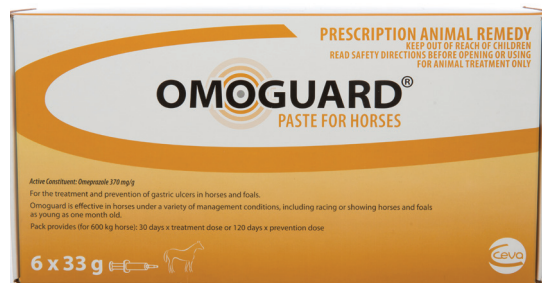 PRESCRIPTION ANIMAL REMEDY
KEEP OUT OF REACH OF CHILDREN
READ SAFETY DIRECTIONS BEFORE OPENING OR USING
FOR ANIMAL TREATMENT ONLY
OMOGUARD®
PASTE FOR HORSES
Active Constituent: Omeprazole 370 mg/g
For the treatment and prevention of gastric ulcers in horses and foals.
Omoguard is effective in horses under a variety of management conditions, including racing or showing horses and foals
as young as one month old.
Pack provides (for 600 kg horse): 30 days x treatment dose or 120 days x prevention dose
6 x 33 g
Ceva